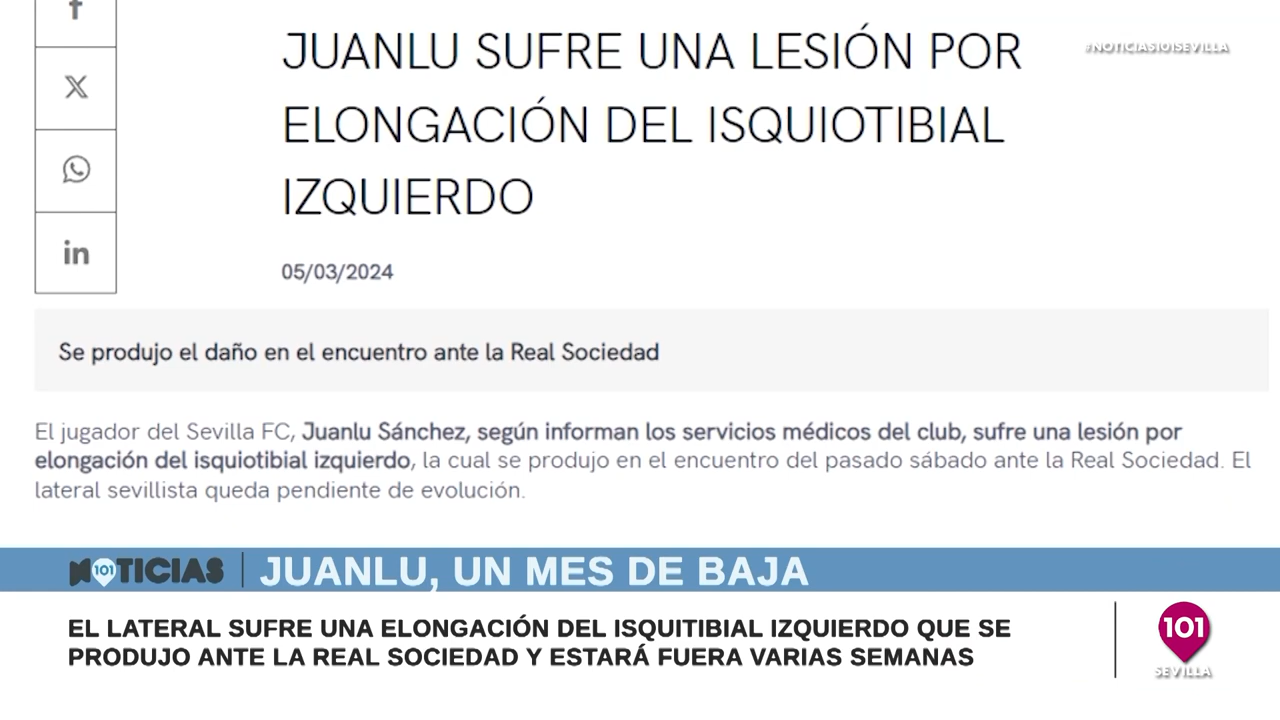 #NOTICIAS101SEVILLA
JUANLU SUFRE UNA LESIÓN POR
ELONGACIÓN DEL ISQUIOTIBIAL
IZQUIERDO
05/03/2024
Se produjo el daño en el encuentro ante la Real Sociedad
El jugador del Sevilla FC, Juanlu Sánchez, según informan los servicios médicos del club, sufre una lesión por
elongación del isquiotibial izquierdo, la cual se produjo en el encuentro del pasado sábado ante la Real Sociedad. El
lateral sevillista queda pendiente de evolución.
NOTICIAS 101
JUANLU, UN MES DE BAJA
EL LATERAL SUFRE UNA ELONGACIÓN DEL ISQUITIBIAL IZQUIERDO QUE SE
PRODUJO ANTE LA REAL SOCIEDAD Y ESTARÁ FUERA VARIAS SEMANAS
101
SEVILLA